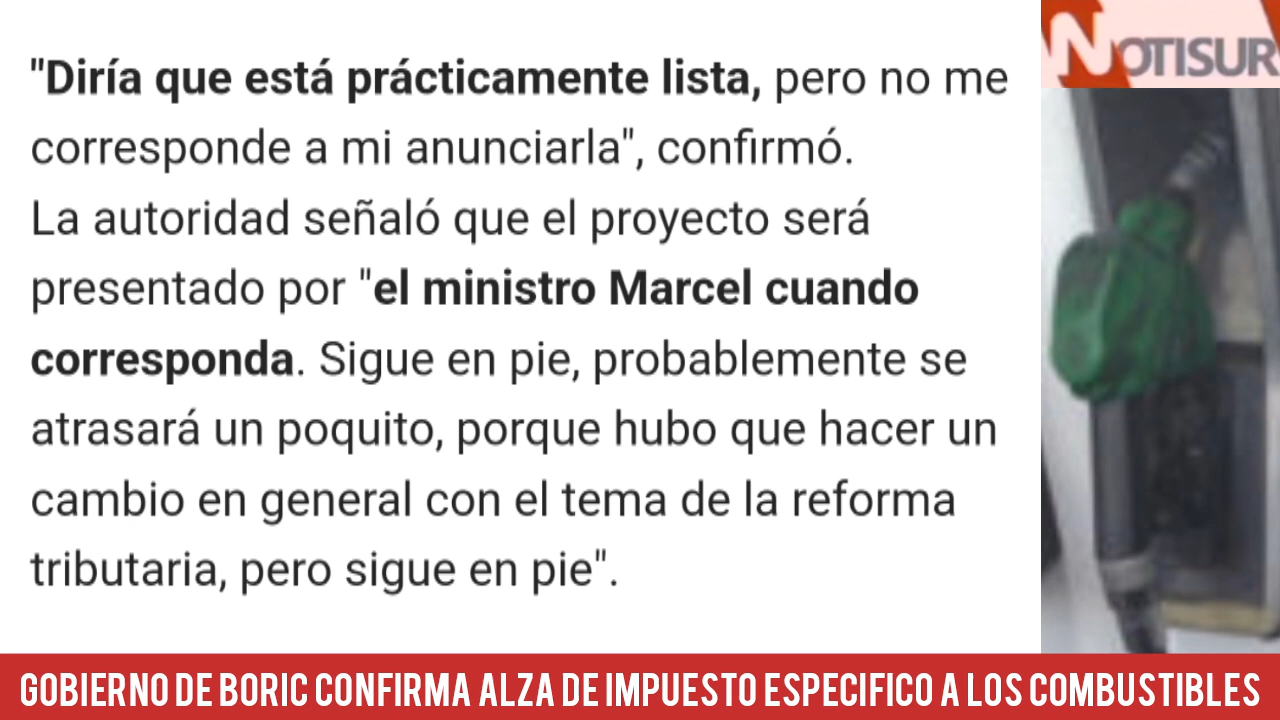 "Diría que está prácticamente lista, pero no me
corresponde a mi anunciarla", confirmó.
La autoridad señaló que el proyecto será
presentado por "el ministro Marcel cuando
corresponda. Sigue en pie, probablemente se
atrasará un poquito, porque hubo que hacer un
cambio en general con el tema de la reforma
tributaria, pero sigue en pie".
NOTISUR
GOBIERNO DE BORIC CONFIRMA ALZA DE IMPUESTO ESPECIFICO A LOS COMBUSTIBLES